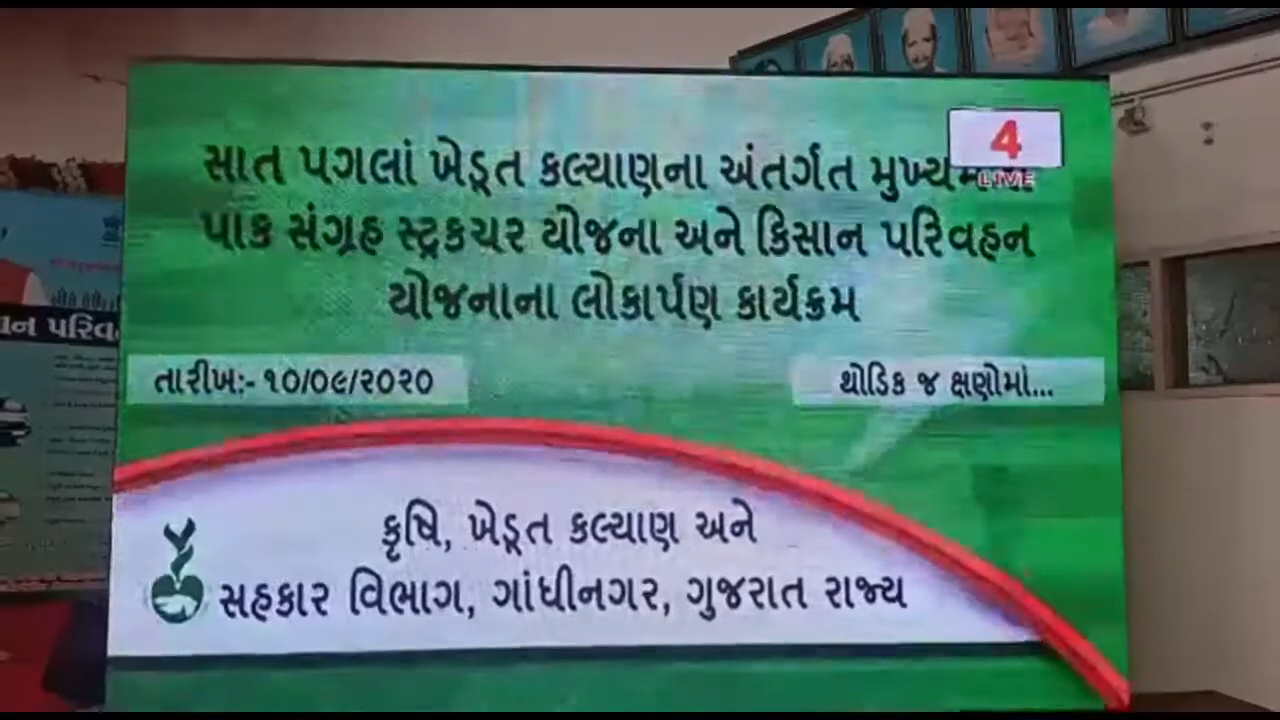 સાત પગલાં ખેડૂત કલ્યાણના અંતર્ગત
4
LIVE
પાક સંગ્રહ સ્ટ્રકચર યોજના અને કિસાન પરિવહન
યોજનાના લોકાર્પણ કાર્યક્રમ
તારીખઃ- ૧૦/૦૯/૨૦૨૦
થોડિક જ ક્ષણોમાં...
કૃષિ, ખેડૂત કલ્યાણ અને
સહકાર વિભાગ, ગાંધીનગર, ગુજરાત રાજ્ય